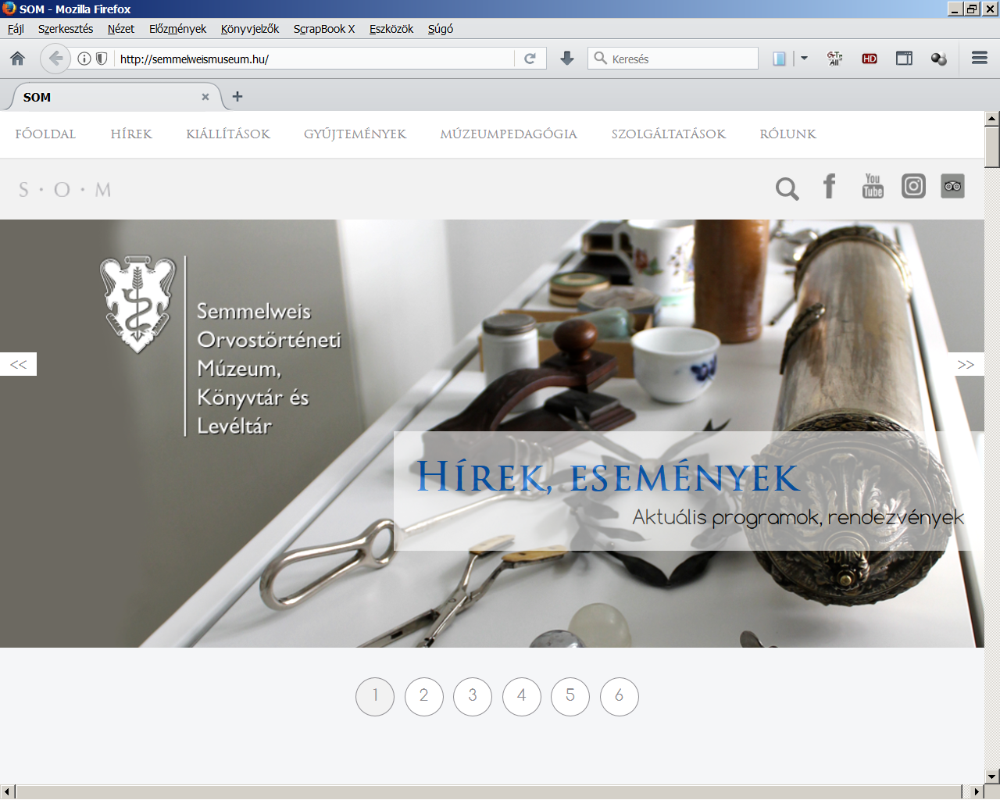 SOM - Mozilla Firefox
Fájl Szerkesztés Nézet Előzmények Könyvjelzők ScrapBook X Eszközök Súgó
http://semmelweismuseum.hu/ Keresés HD
SOM
FŐOLDAL HÍREK KIÁLLÍTÁSOK GYŰJTEMÉNYEK MÚZEUMPEDAGÓGIA SZOLGÁLTATÁSOK RÓLUNK
S · O · M
You
Tube
Semmelweis
Orvostörténeti
Múzeum,
Könyvtár és
Levéltár
<< >>
HÍREK, ESEMÉNYEK
Aktuális programok, rendezvények
1 2 3 4 5 6